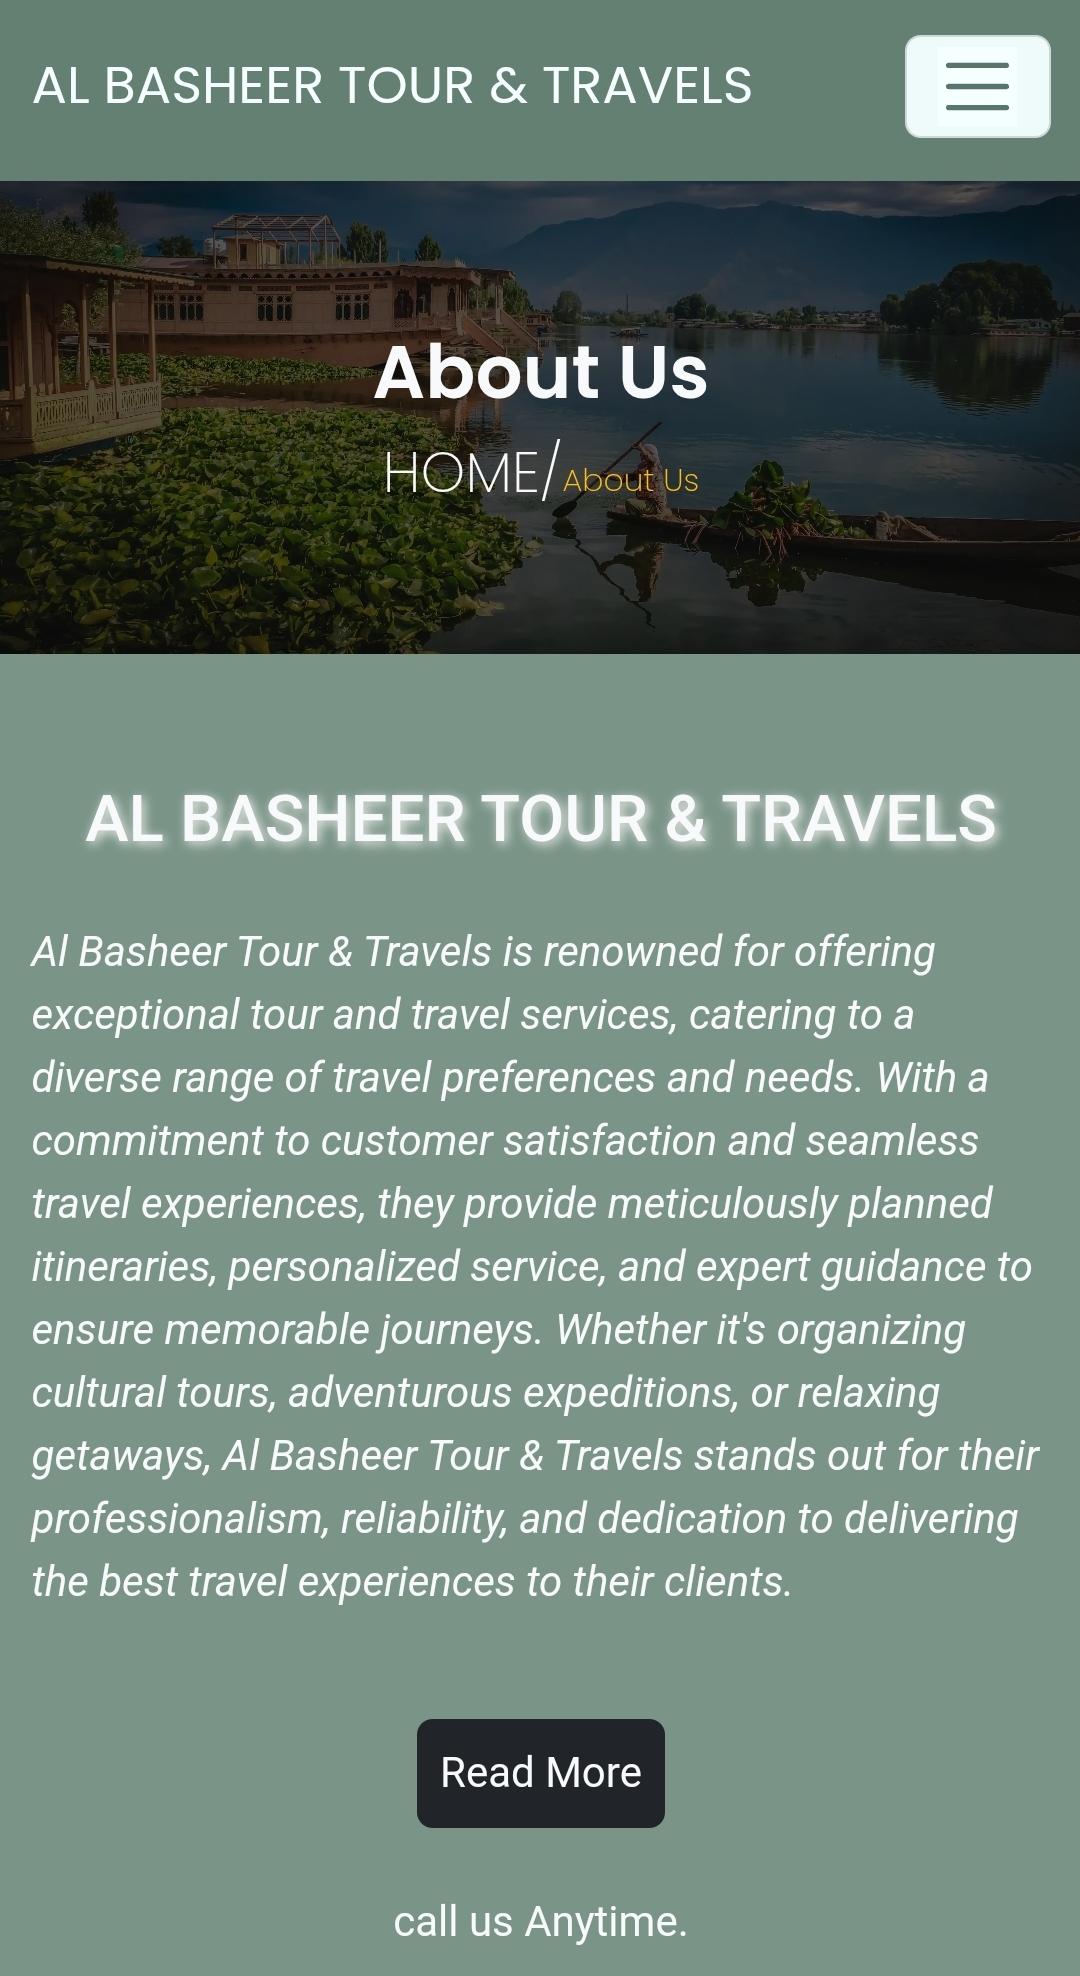 AL BASHEER TOUR & TRAVELS
About Us
HOME/About Us
AL BASHEER TOUR & TRAVELS
Al Basheer Tour & Travels is renowned for offering
exceptional tour and travel services, catering to a
diverse range of travel preferences and needs. With a
commitment to customer satisfaction and seamless
travel experiences, they provide meticulously planned
itineraries, personalized service, and expert guidance to
ensure memorable journeys. Whether it's organizing
cultural tours, adventurous expeditions, or relaxing
getaways, Al Basheer Tour & Travels stands out for their
professionalism, reliability, and dedication to delivering
the best travel experiences to their clients.
Read More
call us Anytime.